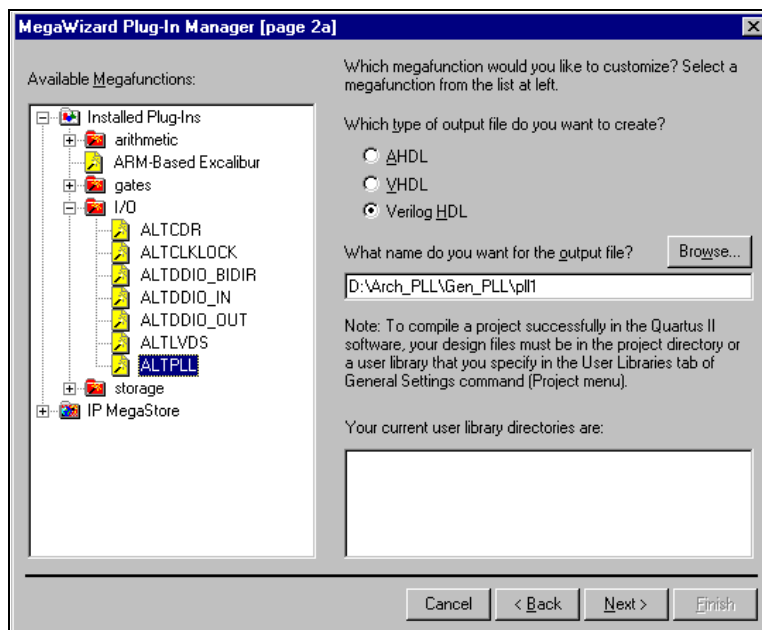 MegaWizard Plug-In Manager [page 2a]
Available Megafunctions:
Installed Plug-Ins
arithmetic
ARM-Based Excalibur
gates
I/O
ALTCDR
ALTCLKLOCK
ALTDDIO_BIDIR
ALTDDIO_IN
ALTDDIO_OUT
ALTLVDS
ALTPLL
storage
IP MegaStore
Which megafunction would you like to customize? Select a
megafunction from the list at left.
Which type of output file do you want to create?
AHDL
VHDL
Verilog HDL
What name do you want for the output file?
Browse...
D:\Arch_PLL\Gen_PLL\pll1
Note: To compile a project successfully in the Quartus II
software, your design files must be in the project directory or
a user library that you specify in the User Libraries tab of
General Settings command (Project menu).
Your current user library directories are:
Cancel
< Back
Next >
Finish